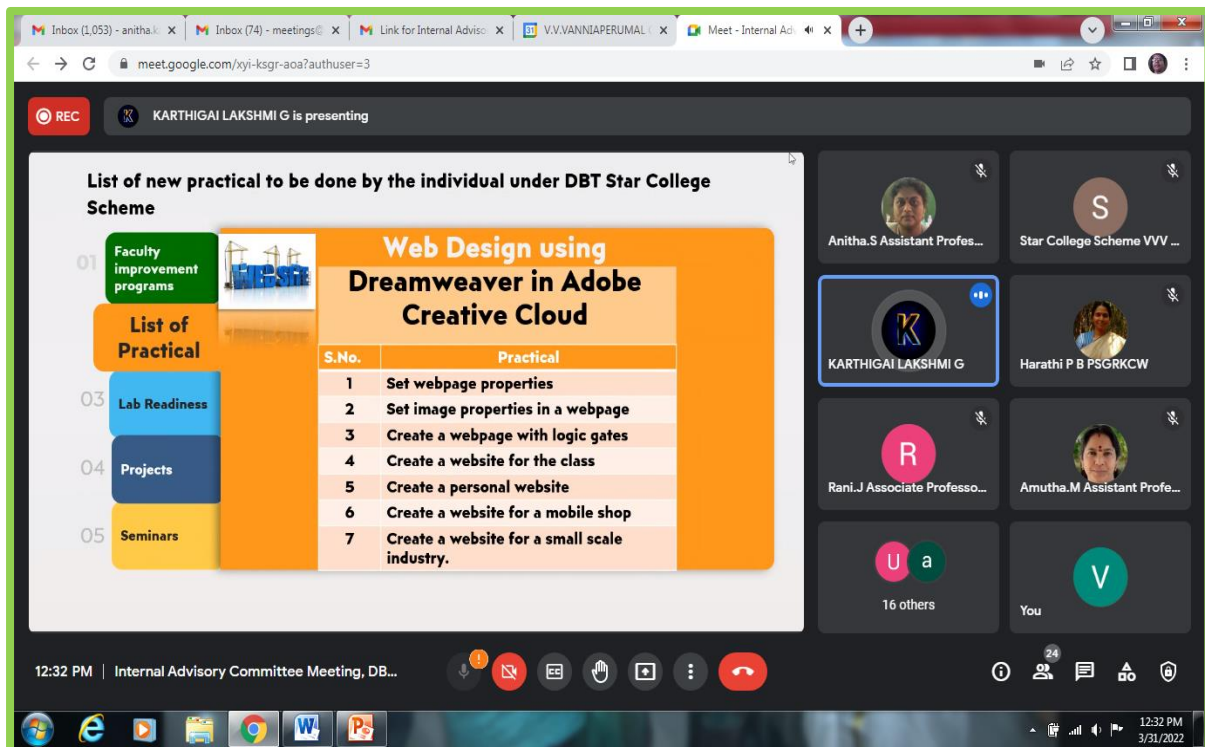 Inbox (1,053) - anitha.k
Inbox (74) - meetings@
Link for Internal Adviso
31 V.V.VANNIAPERUMAL
Meet - Internal Adv
meet.google.com/xyi-ksgr-aoa?authuser=3
REC
K
KARTHIGAI LAKSHMI G is presenting
List of new practical to be done by the individual under DBT Star College
Scheme
01
Faculty
improvement
programs
List of
Practical
03
Lab Readiness
04
Projects
05
Seminars
WEBSITE
Web Design using
Dreamweaver in Adobe
Creative Cloud
S.No. Practical
1 Set webpage properties
2 Set image properties in a webpage
3 Create a webpage with logic gates
4 Create a website for the class
5 Create a personal website
6 Create a website for a mobile shop
7 Create a website for a small scale
industry.
Anitha.S Assistant Profes...
S
Star College Scheme VVV ...
K
KARTHIGAI LAKSHMI G
Harathi P B PSGRKCW
R
Rani.J Associate Professo...
Amutha.M Assistant Profe...
U a
16 others
V
You
12:32 PM | Internal Advisory Committee Meeting, DB...
CC
24
12:32 PM
3/31/2022